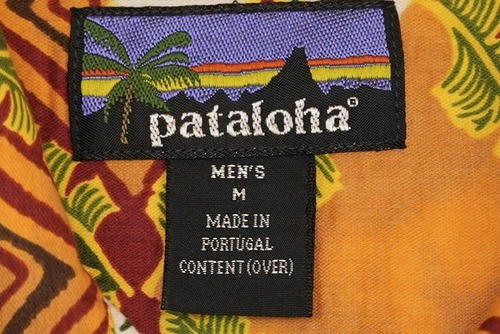 pataloha®
MEN'S
M
MADE IN
PORTUGAL
CONTENT (OVER)